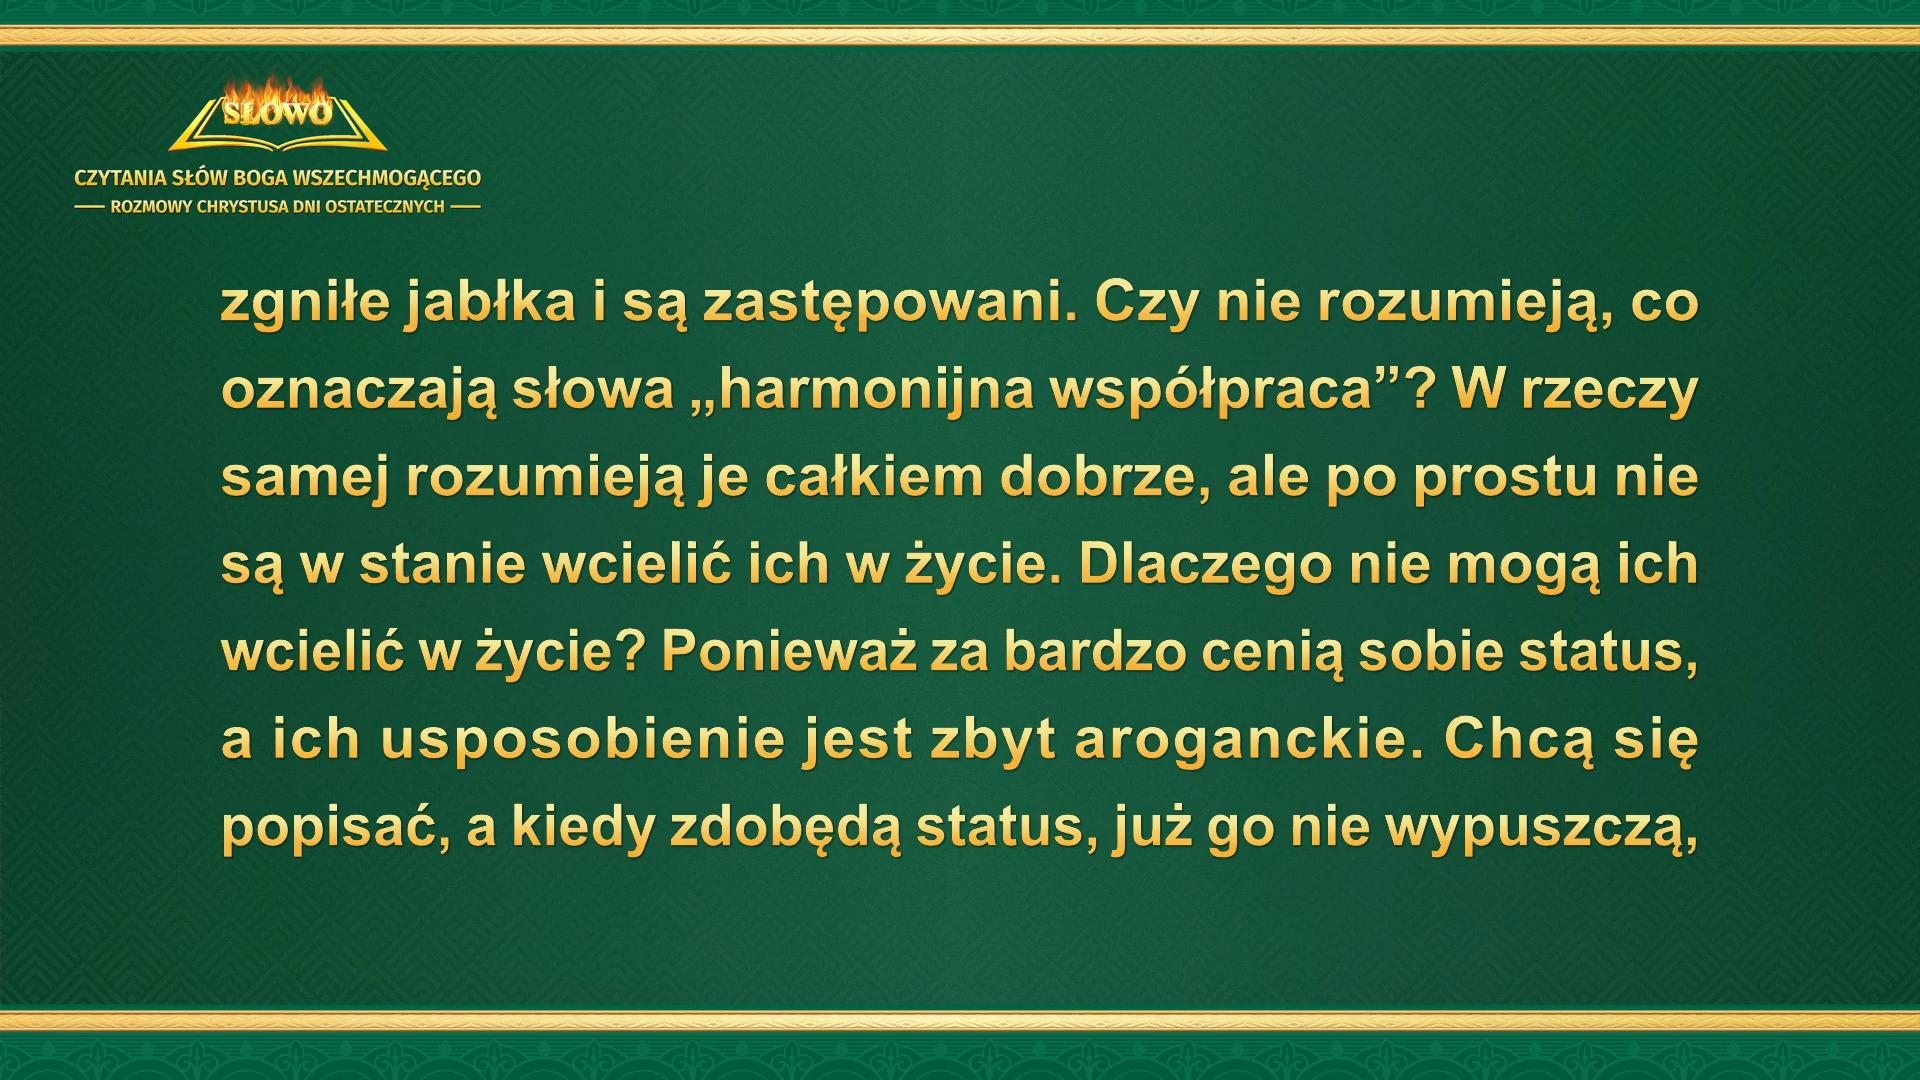 SŁOWO
CZYTANIA SŁÓW BOGA WSZECHMOGĄCEGO
ROZMOWY CHRYSTUSA DNI OSTATECZNYCH
zgniłe jabłka i są zastępowani. Czy nie rozumieją, co
oznaczają słowa „harmonijna współpraca”? W rzeczy
samej rozumieją je całkiem dobrze, ale po prostu nie
są w stanie wcielić ich w życie. Dlaczego nie mogą ich
wcielić w życie? Ponieważ za bardzo cenią sobie status,
a ich usposobienie jest zbyt aroganckie. Chcą się
popisać, a kiedy zdobędą status, już go nie wypuszczą,